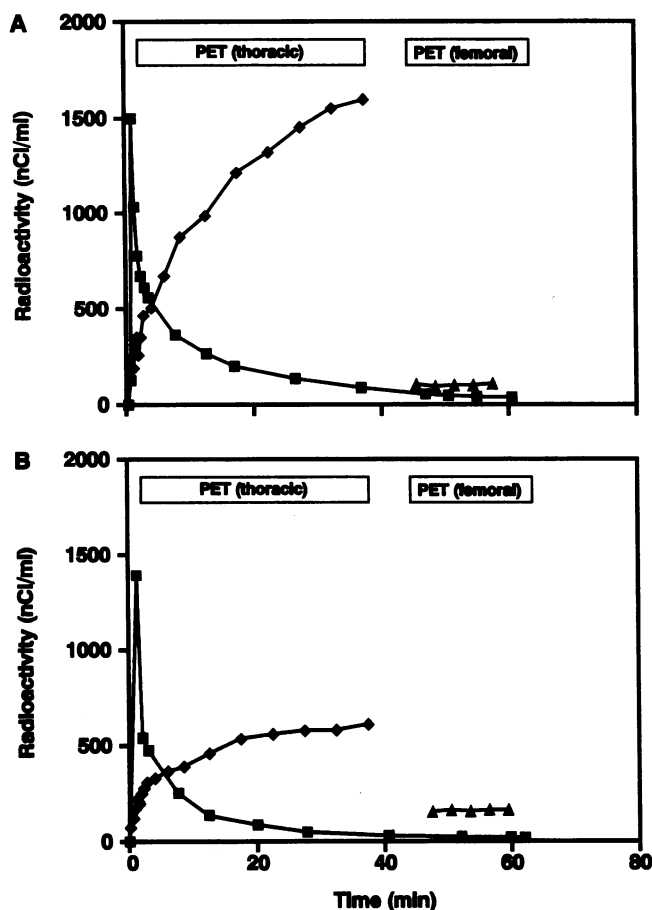 A
2000
PET (thoracic)
PET (femoral)
1500
1000
500
0
Radioactivity (nCi/ml)
B
2000
PET (thoracic)
PET (femoral)
1500
1000
500
0
Radioactivity (nCi/ml)
0 20 40 60 80
Time (min)